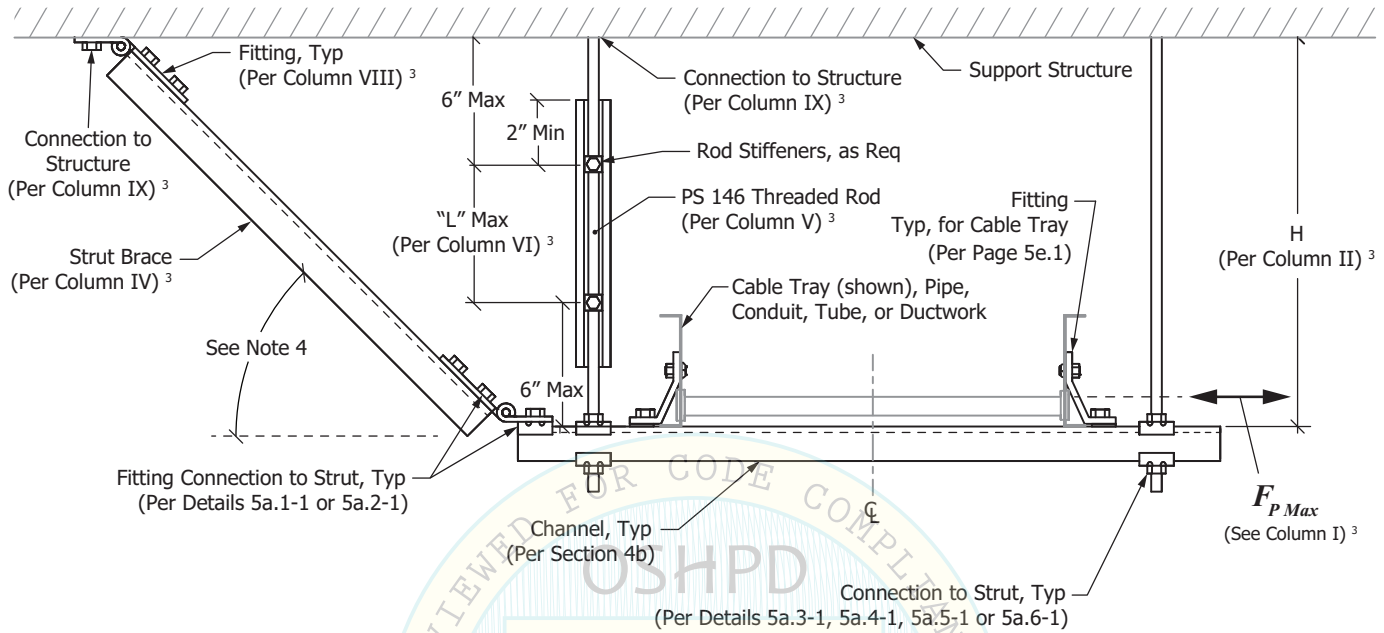 Fitting, Typ
(Per Column VIII) ³
6” Max
2” Min
Connection to Structure
(Per Column IX) ³
Support Structure
Connection to
Structure
(Per Column IX) ³
Rod Stiffeners, as Req
“L” Max
(Per Column VI) ³
PS 146 Threaded Rod
(Per Column V) ³
Fitting
Typ, for Cable Tray
(Per Page 5e.1)
H
(Per Column II) ³
Strut Brace
(Per Column IV) ³
Cable Tray (shown), Pipe,
Conduit, Tube, or Ductwork
See Note 4
6” Max
Fitting Connection to Strut, Typ
(Per Details 5a.1-1 or 5a.2-1)
F P Max
(See Column I) ³
℄
Channel, Typ
(Per Section 4b)
Connection to Strut, Typ
(Per Details 5a.3-1, 5a.4-1, 5a.5-1 or 5a.6-1)
FOR CODE
OSHPD